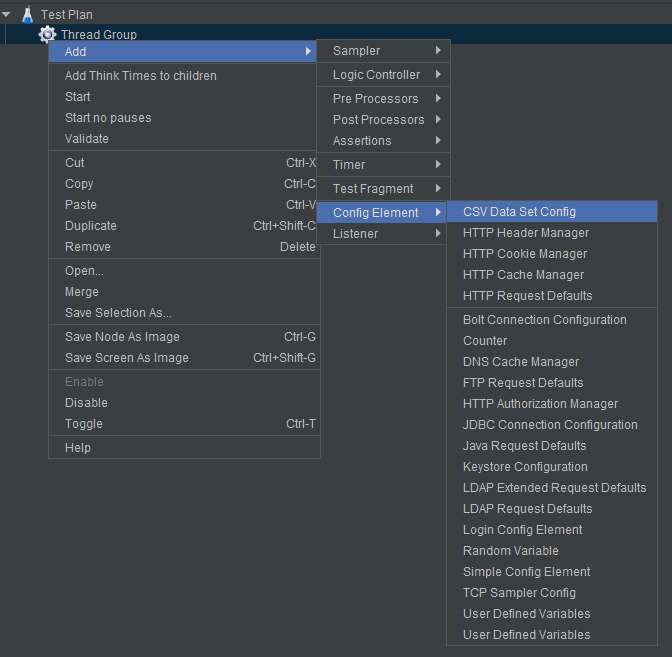 Test Plan
Thread Group
Add
Add Think Times to children
Start
Start no pauses
Validate
Cut Ctrl-X
Copy Ctrl-C
Paste Ctrl-V
Duplicate Ctrl+Shift-C
Remove Delete
Open...
Merge
Save Selection As...
Save Node As Image Ctrl-G
Save Screen As Image Ctrl+Shift-G
Enable
Disable
Toggle Ctrl-T
Help
Sampler
Logic Controller
Pre Processors
Post Processors
Assertions
Timer
Test Fragment
Config Element
Listener
CSV Data Set Config
HTTP Header Manager
HTTP Cookie Manager
HTTP Cache Manager
HTTP Request Defaults
Bolt Connection Configuration
Counter
DNS Cache Manager
FTP Request Defaults
HTTP Authorization Manager
JDBC Connection Configuration
Java Request Defaults
Keystore Configuration
LDAP Extended Request Defaults
LDAP Request Defaults
Login Config Element
Random Variable
Simple Config Element
TCP Sampler Config
User Defined Variables
User Defined Variables